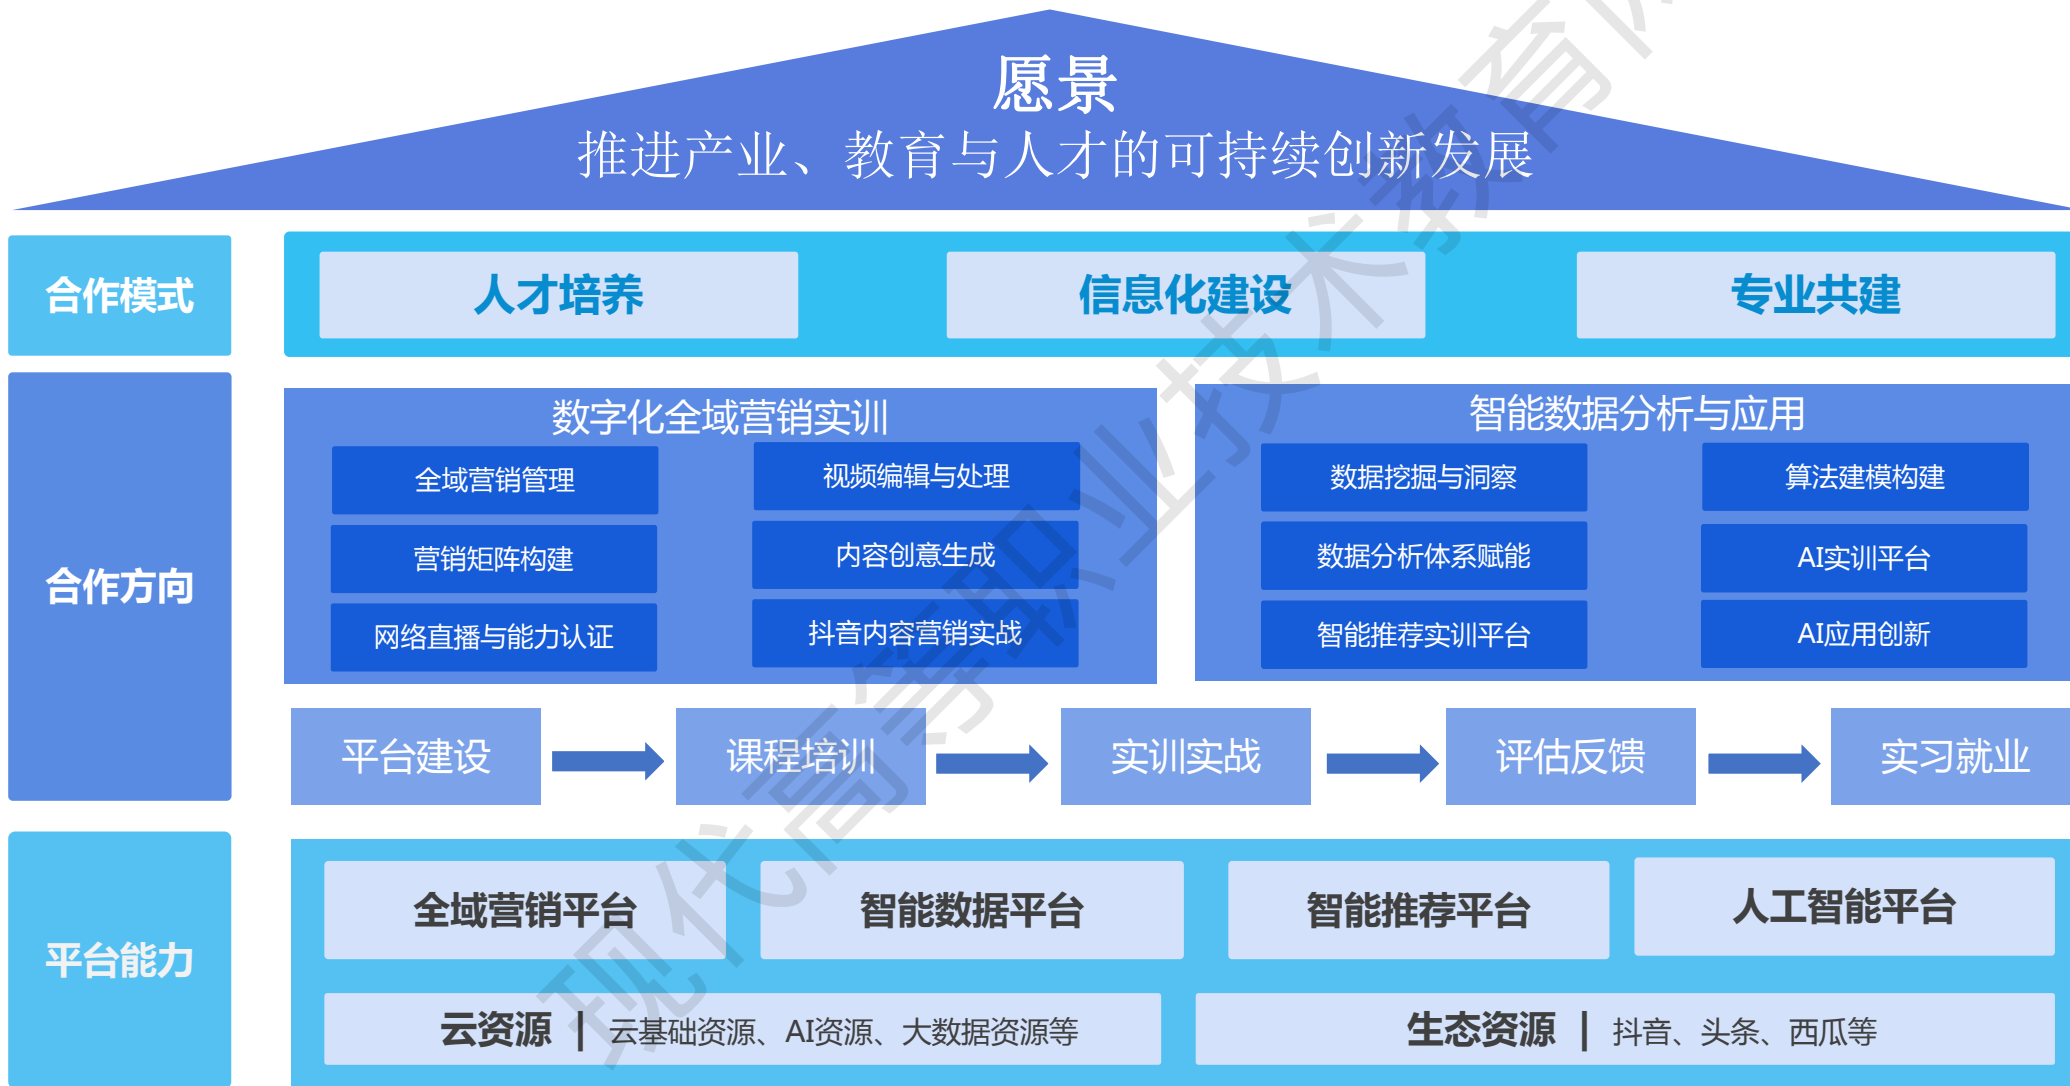 愿景
推进产业、教育与人才的可持续创新发展
合作模式
人才培养
信息化建设
专业共建
合作方向
数字化全域营销实训
全域营销管理
视频编辑与处理
营销矩阵构建
内容创意生成
网络直播与能力认证
抖音内容营销实战
智能数据分析与应用
数据挖掘与洞察
算法建模构建
数据分析体系赋能
AI实训平台
智能推荐实训平台
AI应用创新
平台建设
课程培训
实训实战
评估反馈
实习就业
平台能力
全域营销平台
智能数据平台
智能推荐平台
人工智能平台
云资源 | 云基础资源、AI资源、大数据资源等
生态资源 | 抖音、头条、西瓜等
现代高等职业技术教育网